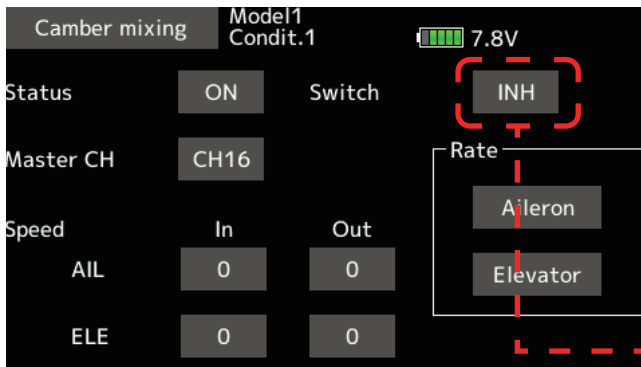 Camber mixing
Model1
Condit.1
7.8V
Status ON Switch INH
Master CH CH16
Rate
Aileron
Speed In Out
AIL 0 0
Elevator
ELE 0 0